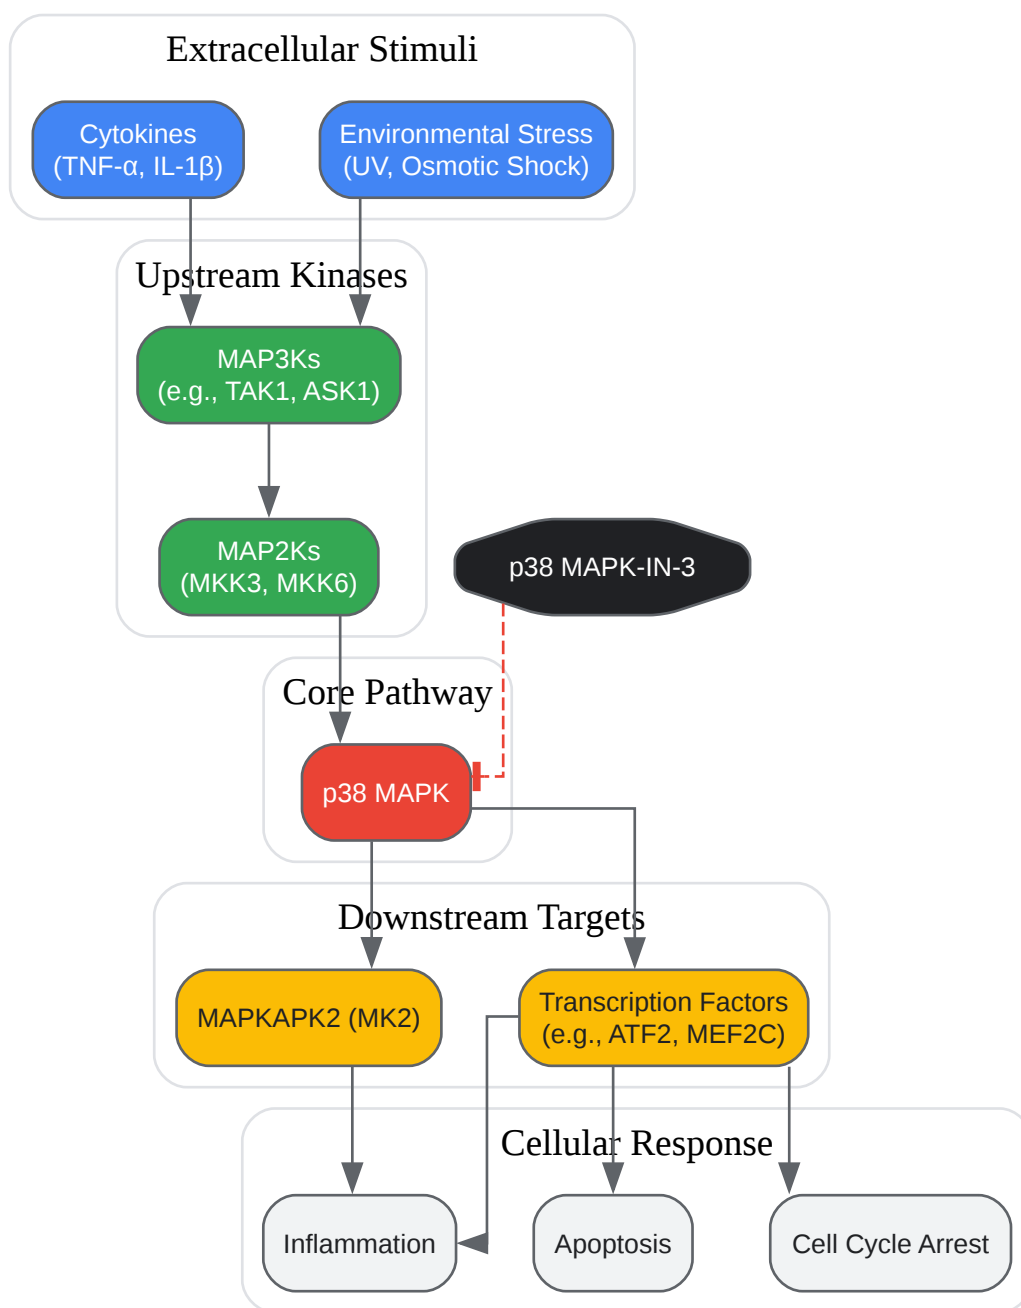 Extracellular Stimuli
Cytokines
(TNF-α, IL-1β)
Environmental Stress
(UV, Osmotic Shock)
Upstream Kinases
MAP3Ks
(e.g., TAK1, ASK1)
MAP2Ks
(MKK3, MKK6)
p38 MAPK-IN-3
Core Pathway
p38 MAPK
Downstream Targets
MAPKAPK2 (MK2)
Transcription Factors
(e.g., ATF2, MEF2C)
Cellular Response
Inflammation
Apoptosis
Cell Cycle Arrest